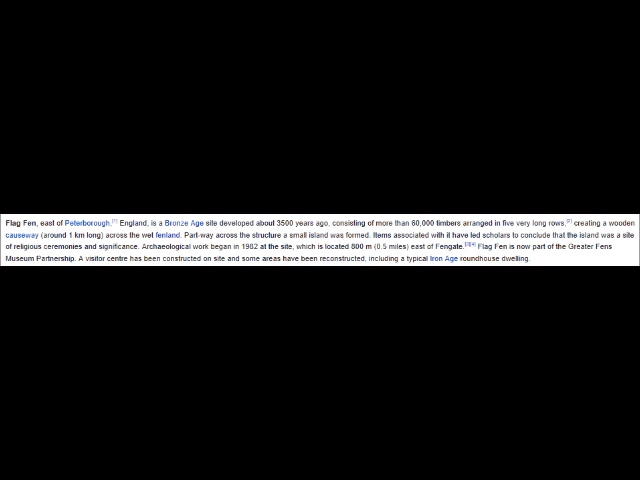 Flag Fen, east of Peterborough,[1] England, is a Bronze Age site developed about 3500 years ago, consisting of more than 60,000 timbers arranged in five very long rows,[2] creating a wooden
causeway (around 1 km long) across the wet fenland. Part-way across the structure a small island was formed. Items associated with it have led scholars to conclude that the island was a site
of religious ceremonies and significance. Archaeological work began in 1982 at the site, which is located 800 m (0.5 miles) east of Fengate.[3][4] Flag Fen is now part of the Greater Fens
Museum Partnership. A visitor centre has been constructed on site and some areas have been reconstructed, including a typical Iron Age roundhouse dwelling.